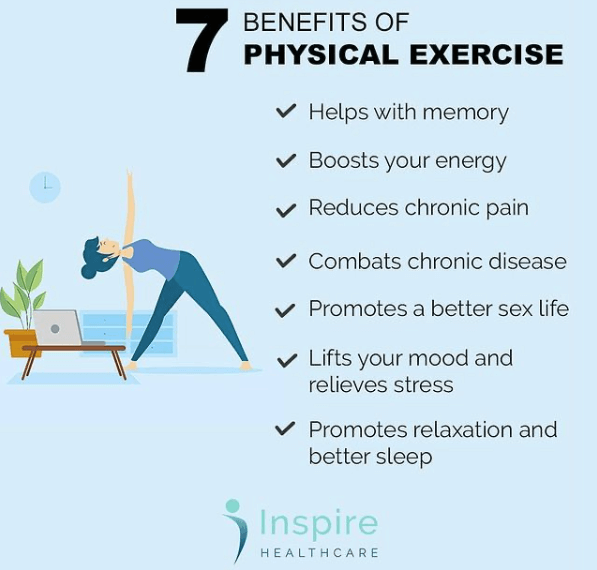 7 BENEFITS OF
PHYSICAL EXERCISE
Helps with memory
Boosts your energy
Reduces chronic pain
Combats chronic disease
Promotes a better sex life
Lifts your mood and
relieves stress
Promotes relaxation and
better sleep
Inspire
HEALTHCARE